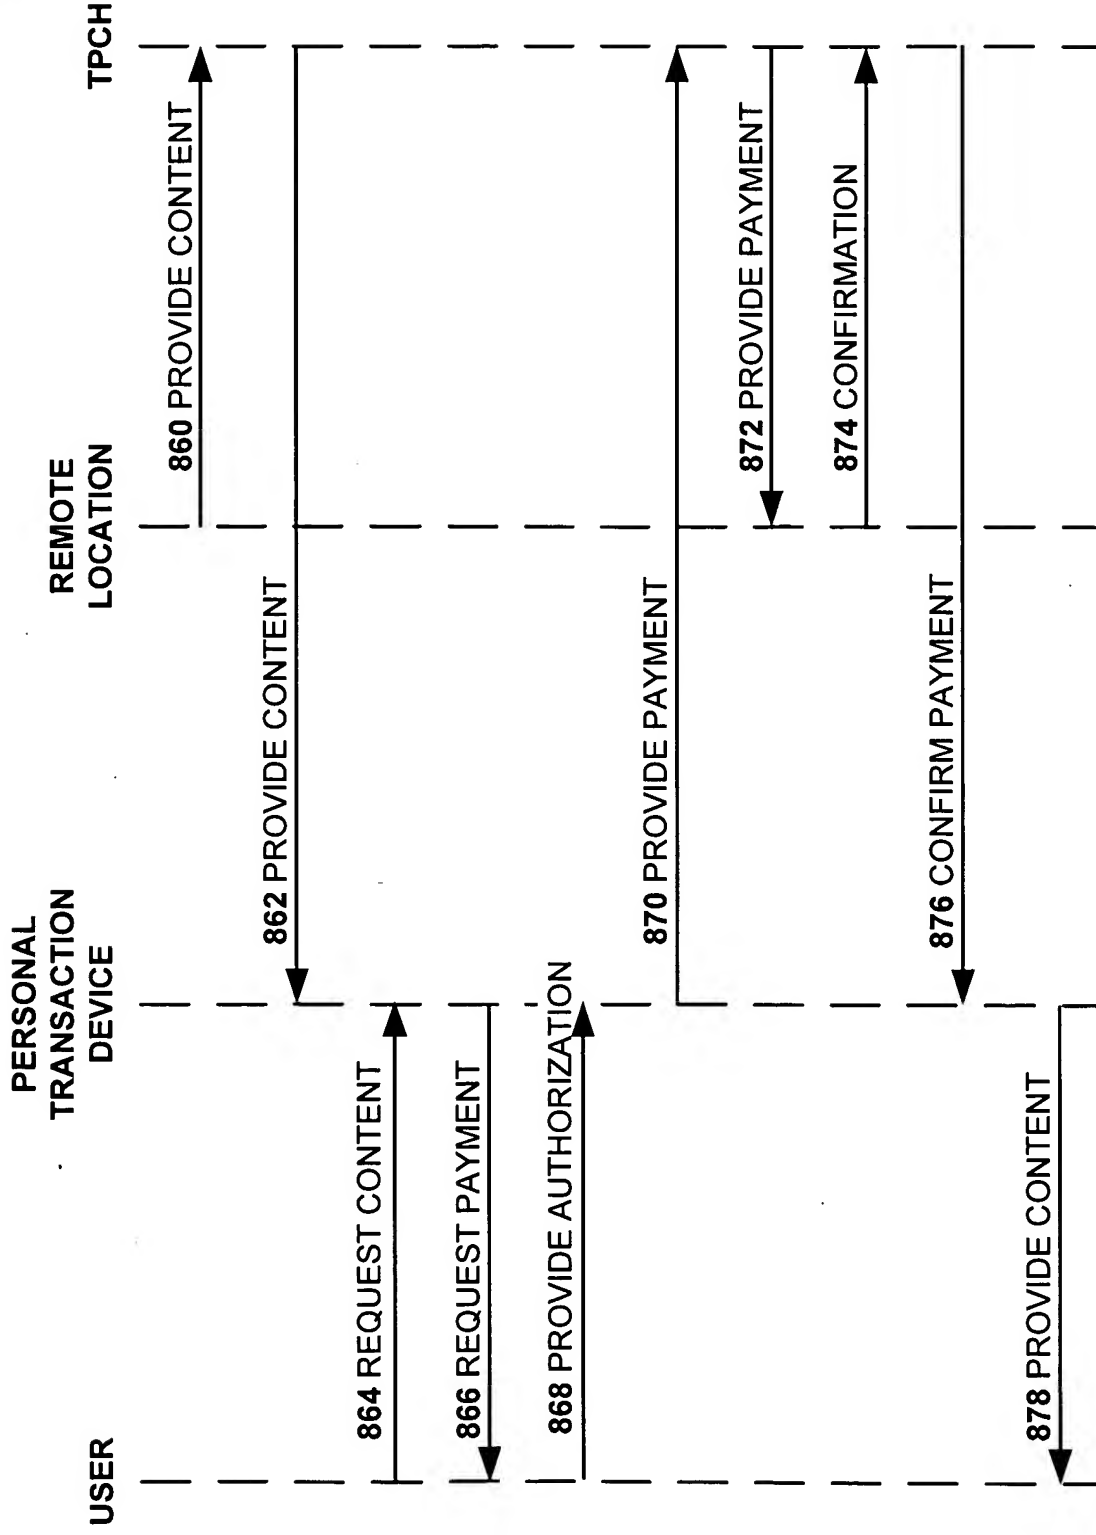 USER
PERSONAL
TRANSACTION
DEVICE
REMOTE
LOCATION
TPCH
860 PROVIDE CONTENT
862 PROVIDE CONTENT
864 REQUEST CONTENT
866 REQUEST PAYMENT
868 PROVIDE AUTHORIZATION
870 PROVIDE PAYMENT
872 PROVIDE PAYMENT
874 CONFIRMATION
876 CONFIRM PAYMENT
878 PROVIDE CONTENT